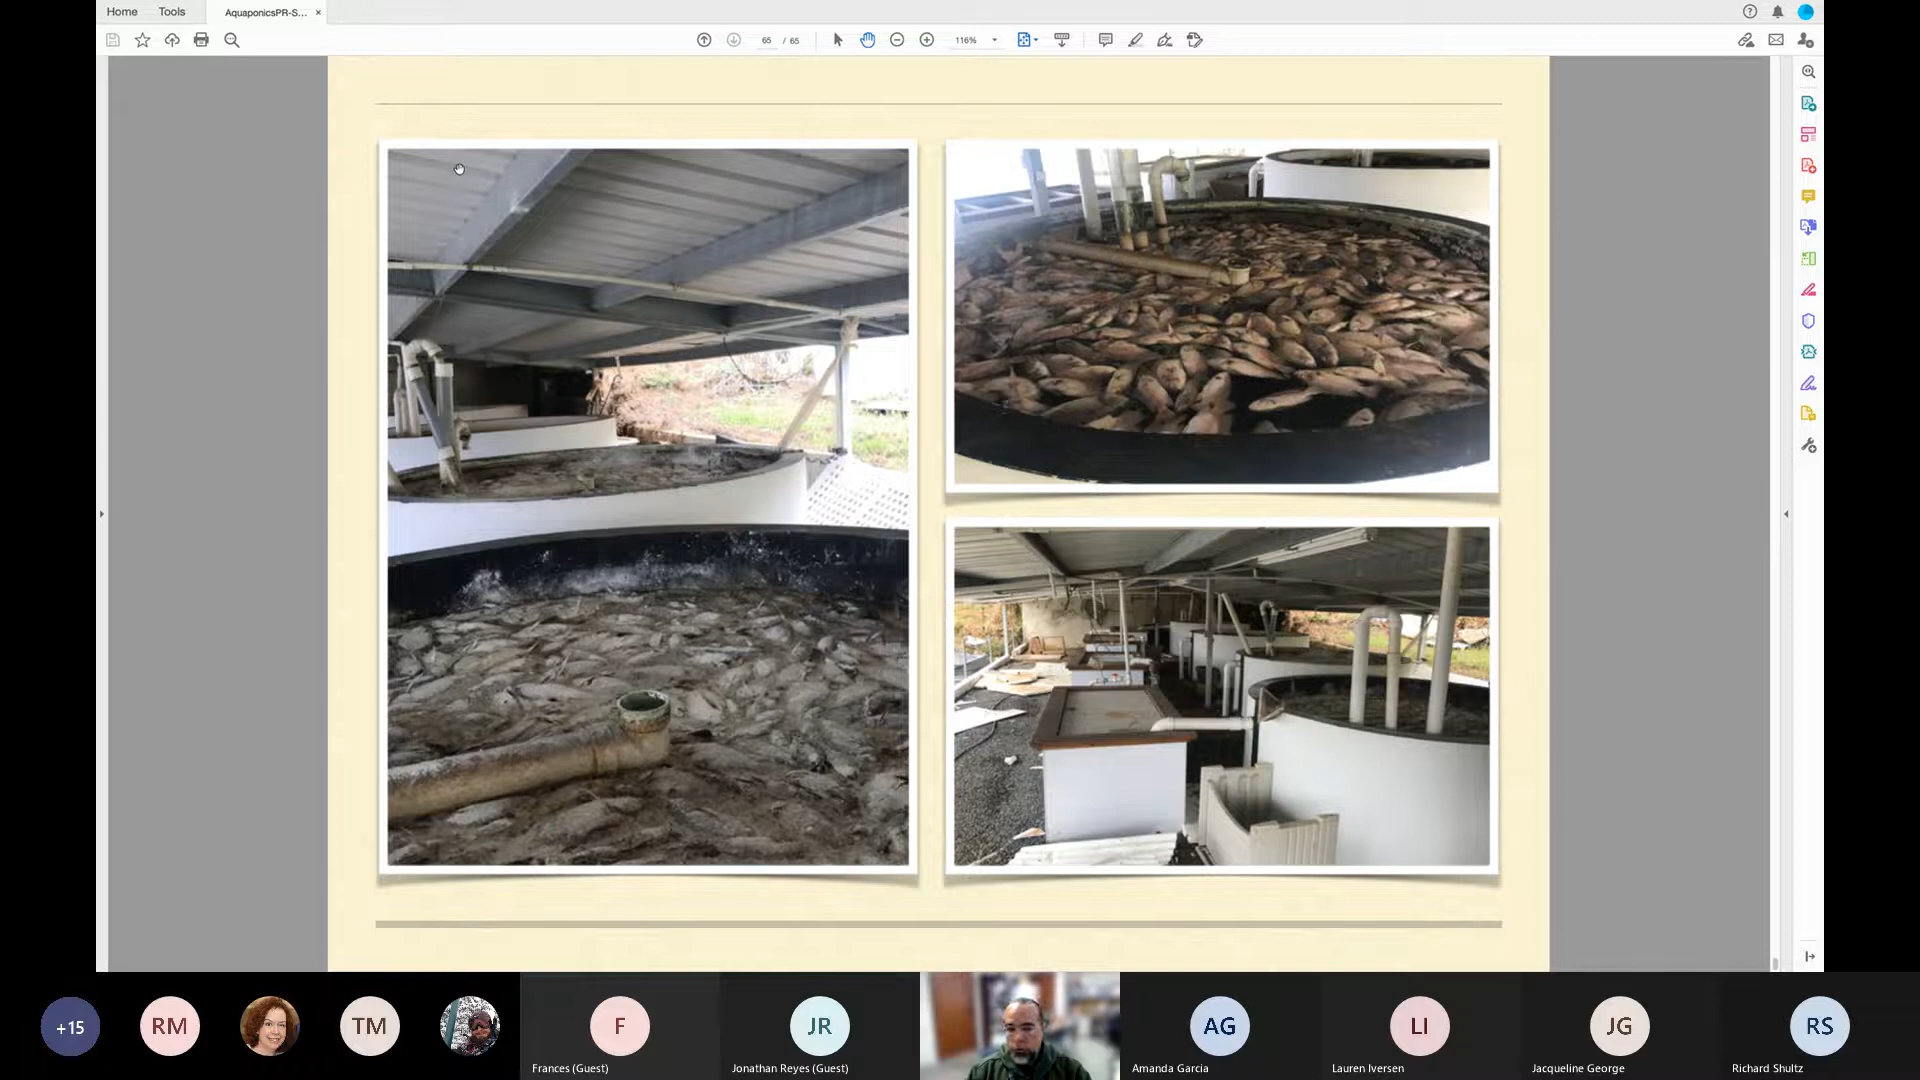 Home Tools AquaponicsPR-S... ×
65 / 65 116%
+15 RM TM F JR AG LI JG RS
Frances (Guest) Jonathan Reyes (Guest) Amanda Garcia Lauren Iversen Jacqueline George Richard Shultz